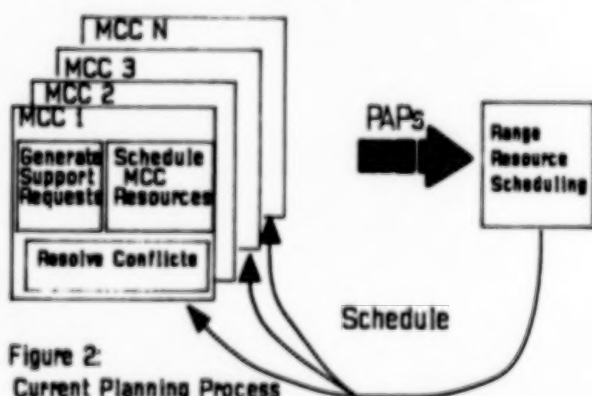 MCC N
MCC 3
MCC 2
MCC 1
Generate
Support
Requests
Schedule
MCC
Resources
Resolve Conflicts
PAPs
Range
Resource
Scheduling
Schedule
Figure 2:
Current Planning Process